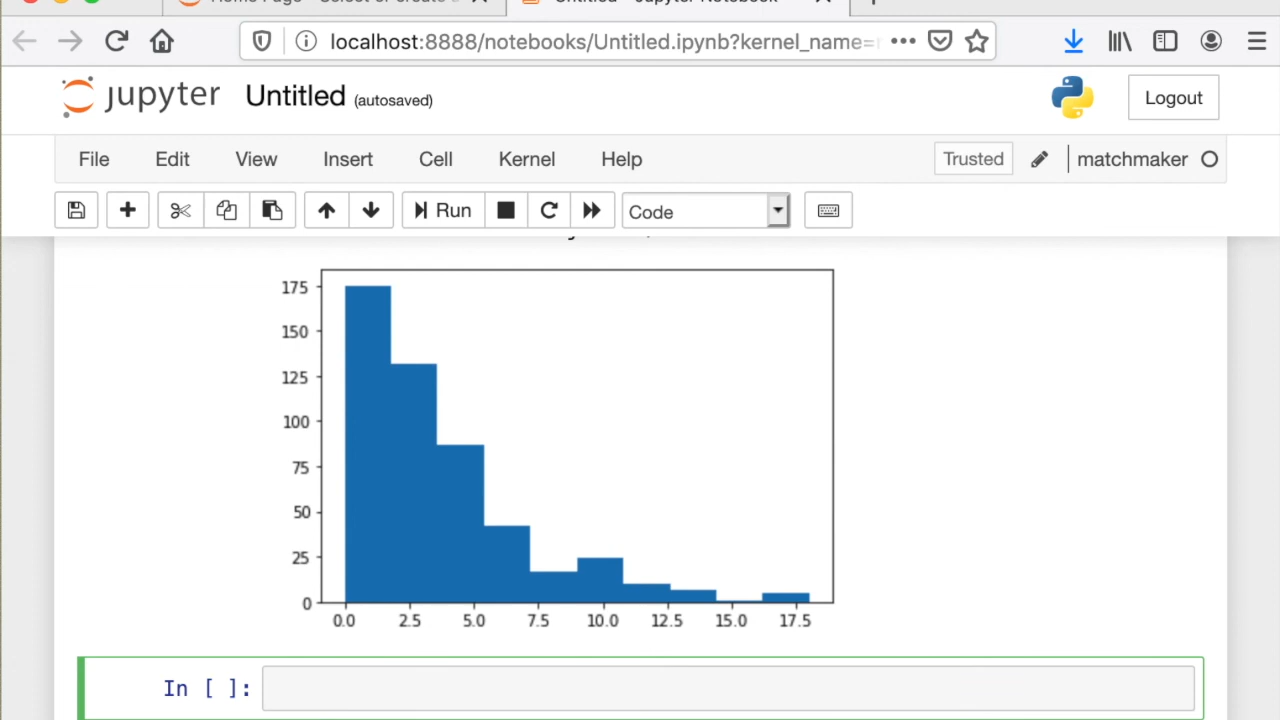 localhost:8888/notebooks/Untitled.ipynb?kernel_name=
jupyter Untitled (autosaved) Logout
File Edit View Insert Cell Kernel Help Trusted matchmaker
Run Code
175
150
125
100
75
50
25
0
0.0 2.5 5.0 7.5 10.0 12.5 15.0 17.5
In [ ]: